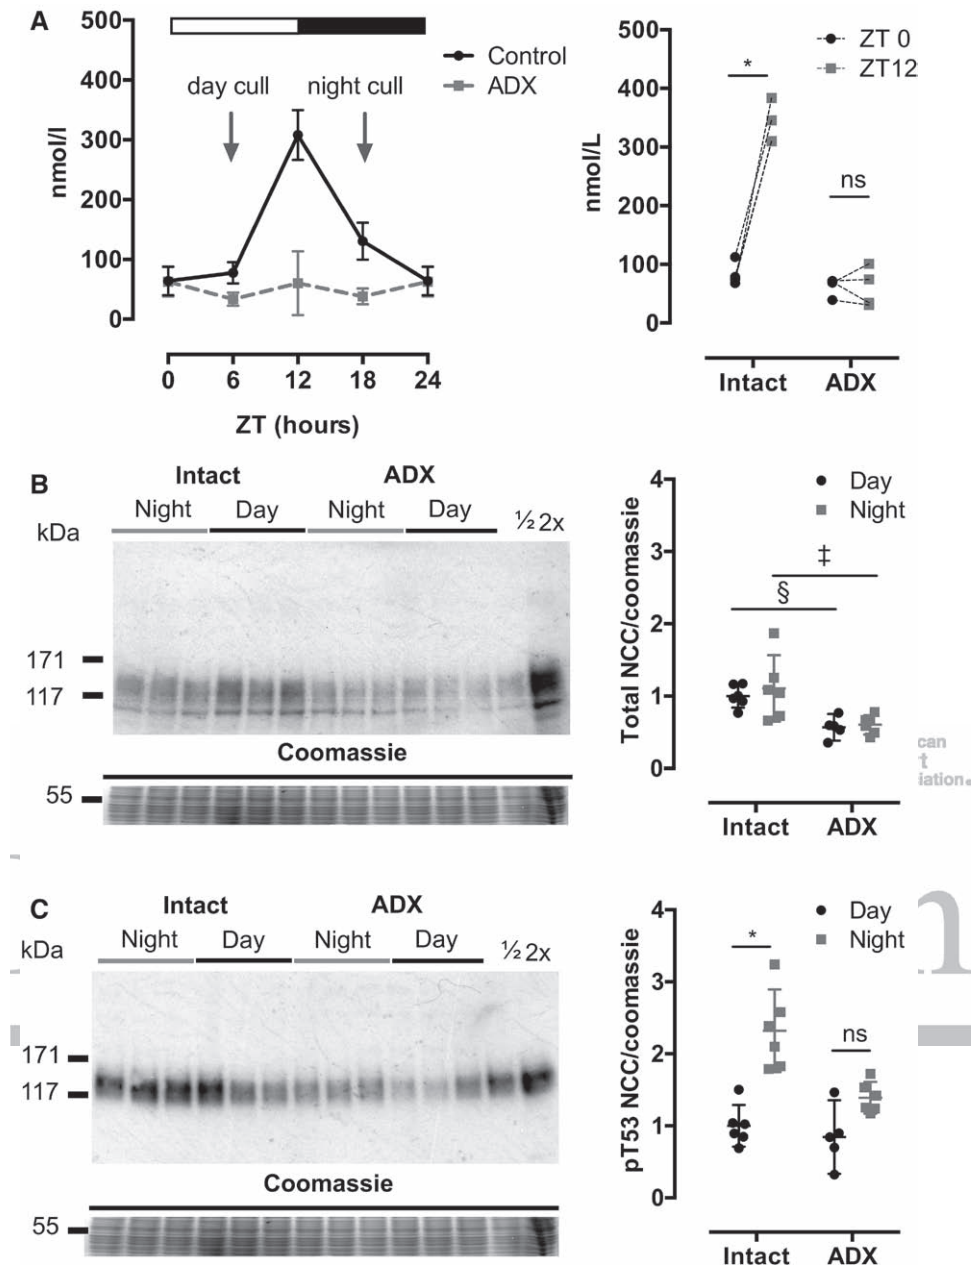 A
500
400
300
200
100
0
nmol/l
day cull
night cull
Control
ADX
0 6 12 18 24
ZT (hours)
500
400
300
200
100
0
nmol/L
*
ns
ZT 0
ZT12
Intact ADX
B
Intact ADX
Night Day Night Day ½ 2x
kDa
171
117
Coomassie
55
4
3
2
1
0
Total NCC/coomassie
Day
Night
‡
§
Intact ADX
can
t
iation.
C
Intact ADX
Night Day Night Day ½ 2x
kDa
171
117
Coomassie
55
4
3
2
1
0
pT53 NCC/coomassie
Day
Night
*
ns
Intact ADX
n